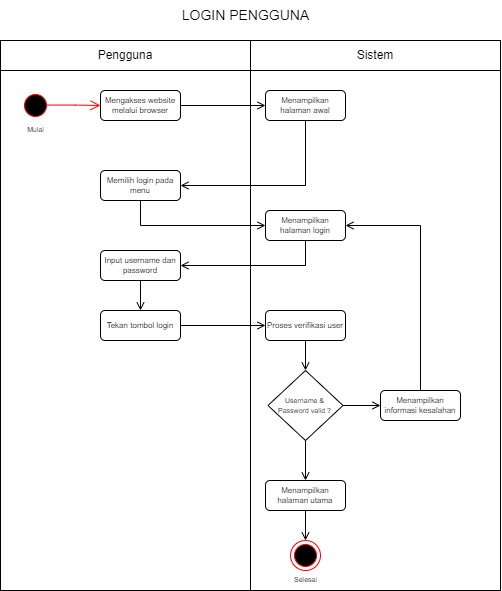 LOGIN PENGGUNA
Pengguna
Sistem
Mengakses website
melalui browser
Menampilkan
halaman awal
Mulai
Memilih login pada
menu
Menampilkan
halaman login
Input username dan
password
Tekan tombol login
Proses verifikasi user
Username &
Password valid ?
Menampilkan
informasi kesalahan
Menampilkan
halaman utama
Selesai